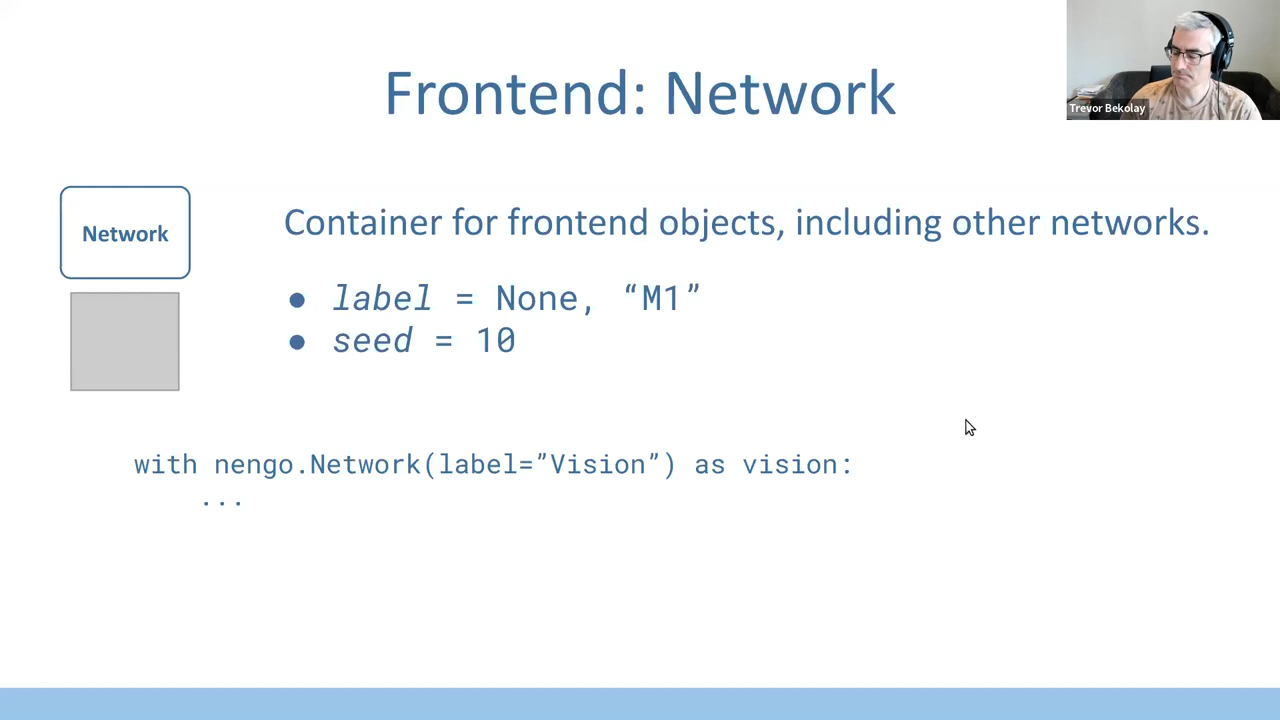 Frontend: Network
Trevor Bekolay
Network
Container for frontend objects, including other networks.
● label = None, “M1”
● seed = 10
with nengo.Network(label=”Vision”) as vision:
...